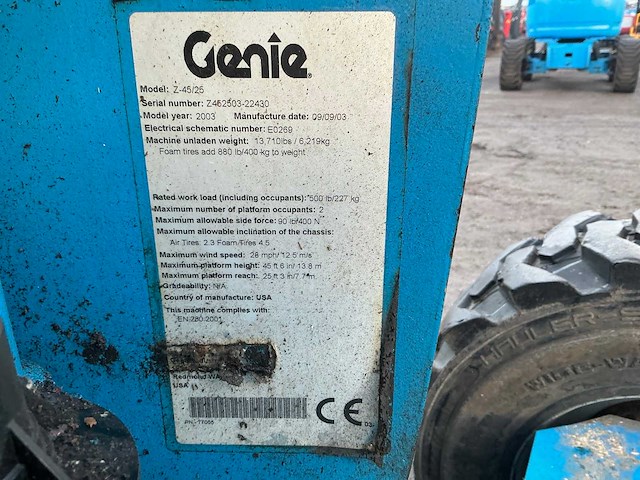 Genie
Model: Z-45/25
Serial number: Z452503-22430
Model year: 2003 Manufacture date: 09/09/03
Electrical schematic number: E0269
Machine unladen weight: 13,710lbs / 6,219kg
Foam tires add 880 lb/400 kg to weight
Rated work load (including occupants): 500 lb/227 kg
Maximum number of platform occupants: 2
Maximum allowable side force: 90 lb/400 N
Maximum allowable inclination of the chassis:
Air Tires: 2.3 Foam Tires 4.5
Maximum wind speed: 28 mph/ 12.5 m/s
Maximum platform height: 45 ft 6 in/ 13.8 m
Maximum platform reach: 25 ft 3 in/7.7 m
Gradeability: N/A
Country of manufacture: USA
This machine complies with:
EN 280:2001
Redmond WA
USA
CE